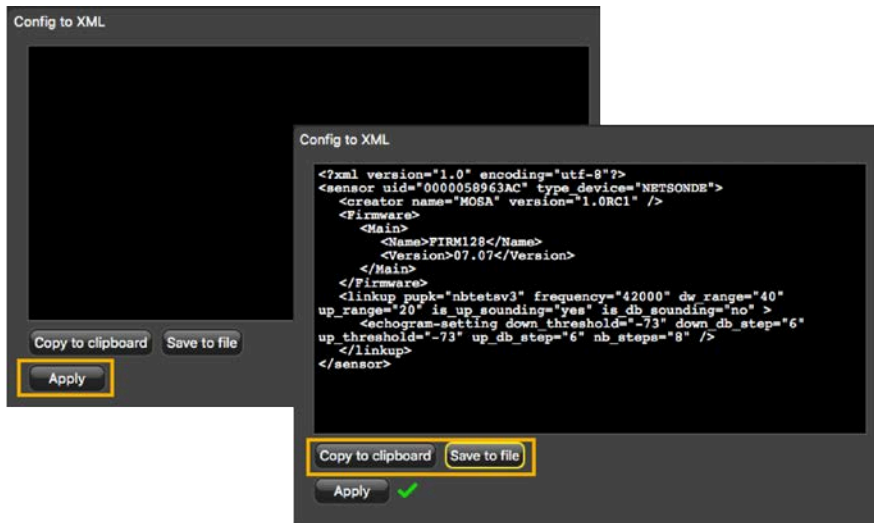 Config to XML
Copy to clipboard Save to file
Apply
Config to XML
<?xml version="1.0" encoding="utf-8"?>
<sensor uid="0000058963AC" type_device="NETSONDE">
<creator name="MOSA" version="1.0RC1" />
<Firmware>
<Main>
<Name>FIRM128</Name>
<Version>07.07</Version>
</Main>
</Firmware>
<linkup pupk="nbtetsv3" frequency="42000" dw_range="40"
up_range="20" is_up_sounding="yes" is_db_sounding="no" >
<echogram-setting down_threshold="-73" down_db_step="6"
up_threshold="-73" up_db_step="6" nb_steps="8" />
</linkup>
</sensor>
Copy to clipboard Save to file
Apply